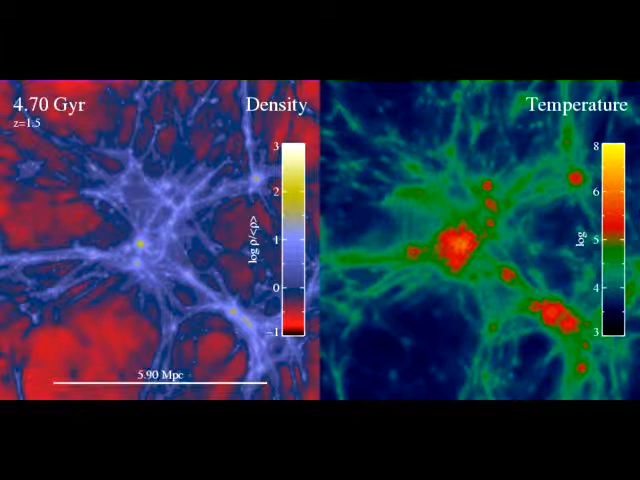 4.70 Gyr
z=1.5
Density
3
2
1
0
-1
log ρ/<ρ>
5.90 Mpc
Temperature
8
6
5
4
3
log